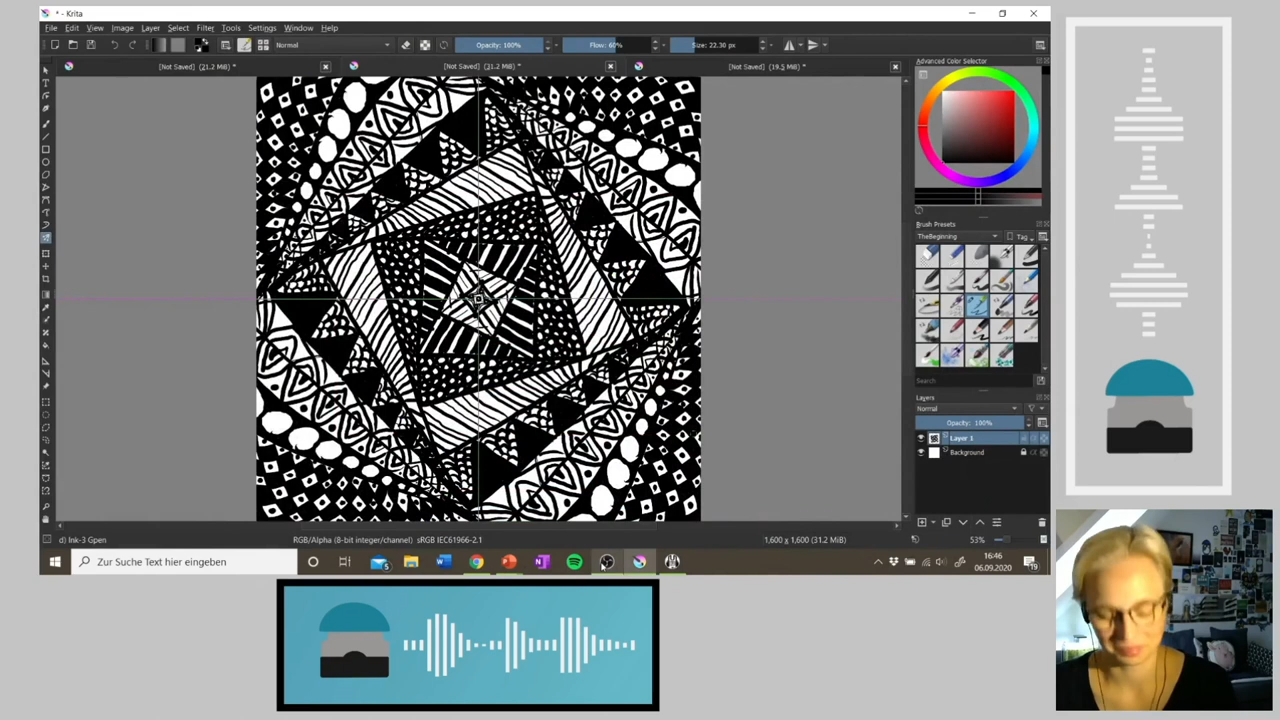 * - Krita
File Edit View Image Layer Select Filter Tools Settings Window Help
Normal Opacity: 100% Flow: 60% Size: 22.30 px
[Not Saved] (21.2 MiB) * [Not Saved] (21.2 MiB) * [Not Saved] (19.5 MiB) *
Advanced Color Selector
Brush Presets
TheBeginning Tag
Search
Layers
Normal
Opacity: 100%
Layer 1
Background
d) Ink-3 Gpen RGB/Alpha (8-bit integer/channel) sRGB IEC61966-2.1 1,600 x 1,600 (31.2 MiB) 53%
Zur Suche Text hier eingeben 5 16:46
06.09.2020 19